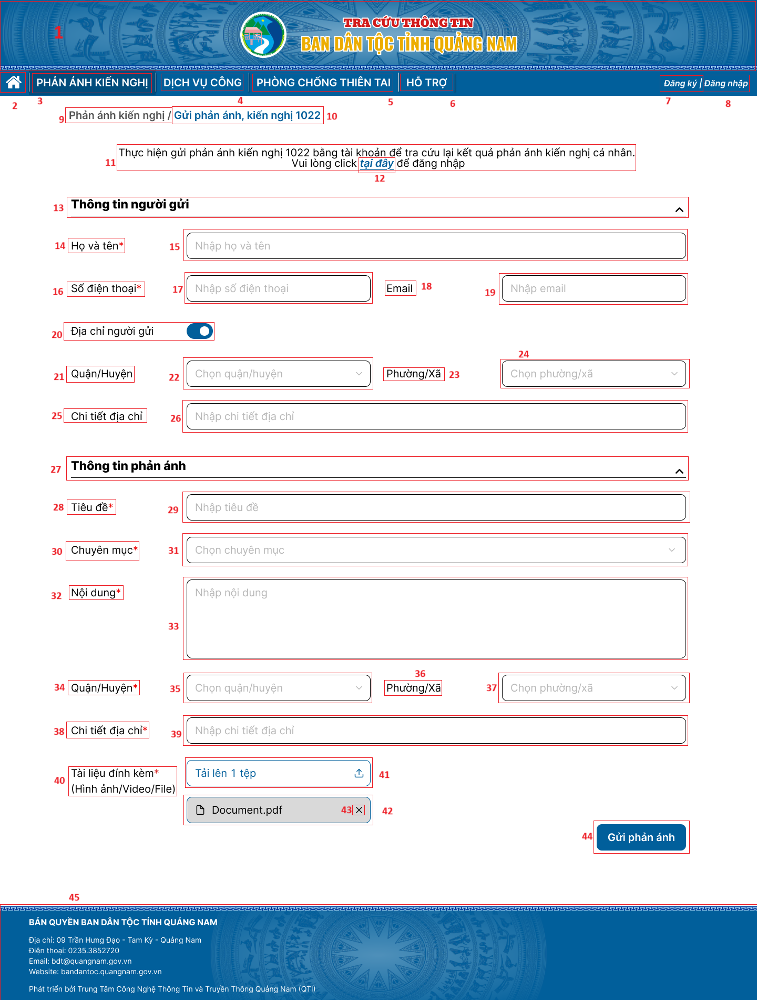 1
TRA CỨU THÔNG TIN
BAN DÂN TỘC TỈNH QUẢNG NAM
PHẢN ÁNH KIẾN NGHỊ DỊCH VỤ CÔNG PHÒNG CHỐNG THIÊN TAI HỖ TRỢ Đăng ký | Đăng nhập
2 3 4 5 6 7 8
9 Phản ánh kiến nghị / Gửi phản ánh, kiến nghị 1022 10
Thực hiện gửi phản ánh kiến nghị 1022 bằng tài khoản để tra cứu lại kết quả phản ánh kiến nghị cá nhân.
11 Vui lòng click tại đây để đăng nhập
12
13 Thông tin người gửi
14 Họ và tên* 15 Nhập họ và tên
16 Số điện thoại* 17 Nhập số điện thoại Email 18 19 Nhập email
20 Địa chỉ người gửi
24
21 Quận/Huyện 22 Chọn quận/huyện Phường/Xã 23 Chọn phường/xã
25 Chi tiết địa chỉ 26 Nhập chi tiết địa chỉ
27 Thông tin phản ánh
28 Tiêu đề* 29 Nhập tiêu đề
30 Chuyên mục* 31 Chọn chuyên mục
32 Nội dung* Nhập nội dung
33
36
34 Quận/Huyện* 35 Chọn quận/huyện Phường/Xã 37 Chọn phường/xã
38 Chi tiết địa chỉ* 39 Nhập chi tiết địa chỉ
40 Tài liệu đính kèm* Tải lên 1 tệp 41
(Hình ảnh/Video/File)
Document.pdf 43 42
44 Gửi phản ánh
45
BẢN QUYỀN BAN DÂN TỘC TỈNH QUẢNG NAM
Địa chỉ: 09 Trần Hưng Đạo - Tam Kỳ - Quảng Nam
Điện thoại: 0235.3852720
Email: bdt@quangnam.gov.vn
Website: bandantoc.quangnam.gov.vn
Phát triển bởi Trung Tâm Công Nghệ Thông Tin và Truyền Thông Quảng Nam (QTI)